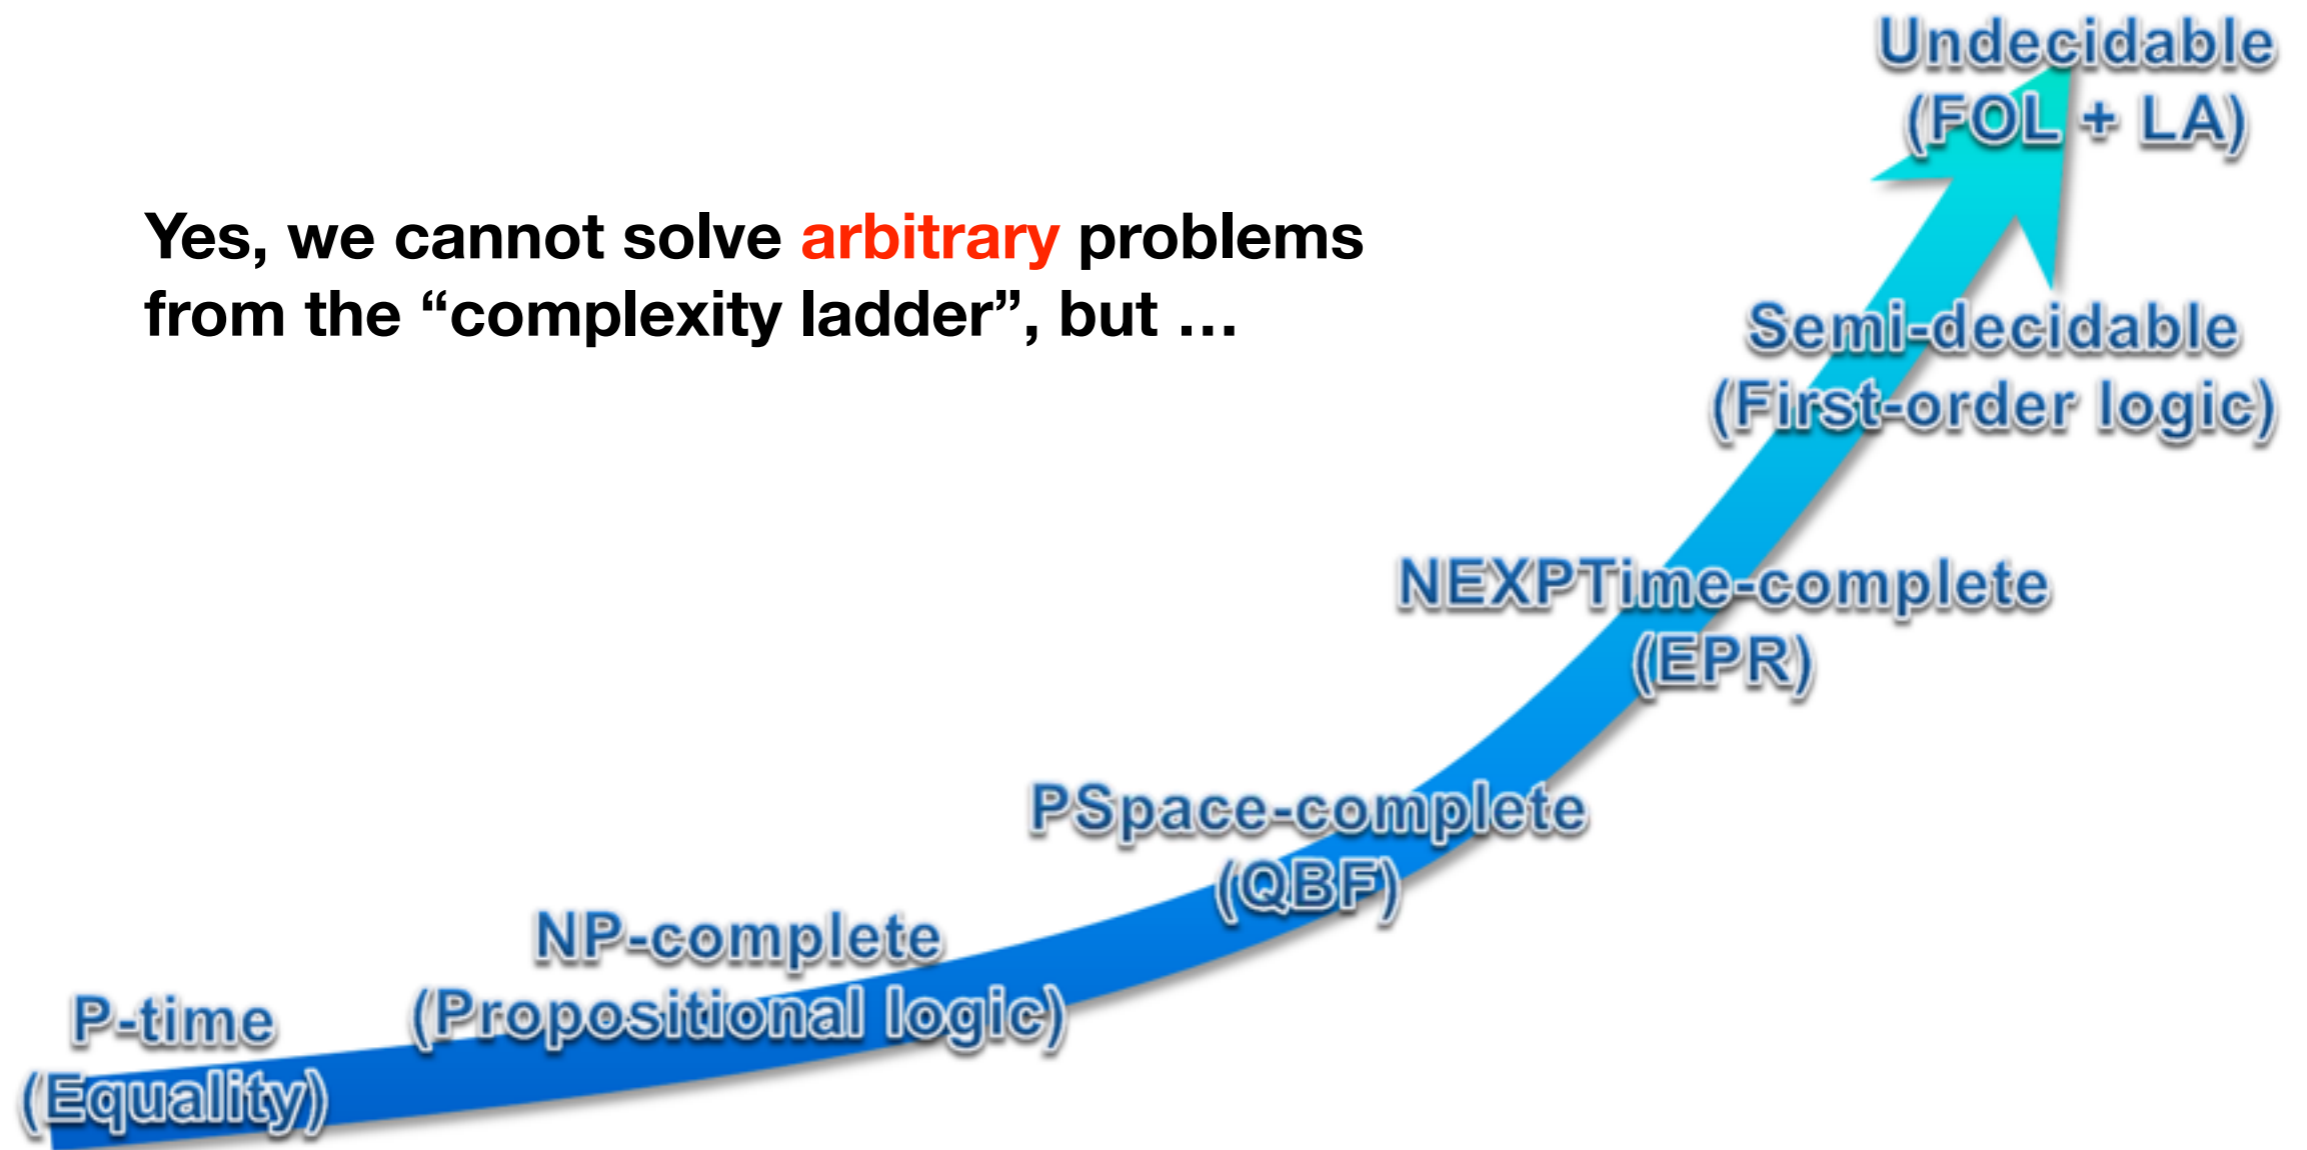 Undecidable
(FOL + LA)
Yes, we cannot solve arbitrary problems
from the “complexity ladder”, but …
Semi-decidable
(First-order logic)
NEXPTime-complete
(EPR)
PSpace-complete
(QBF)
NP-complete
(Propositional logic)
P-time
(Equality)